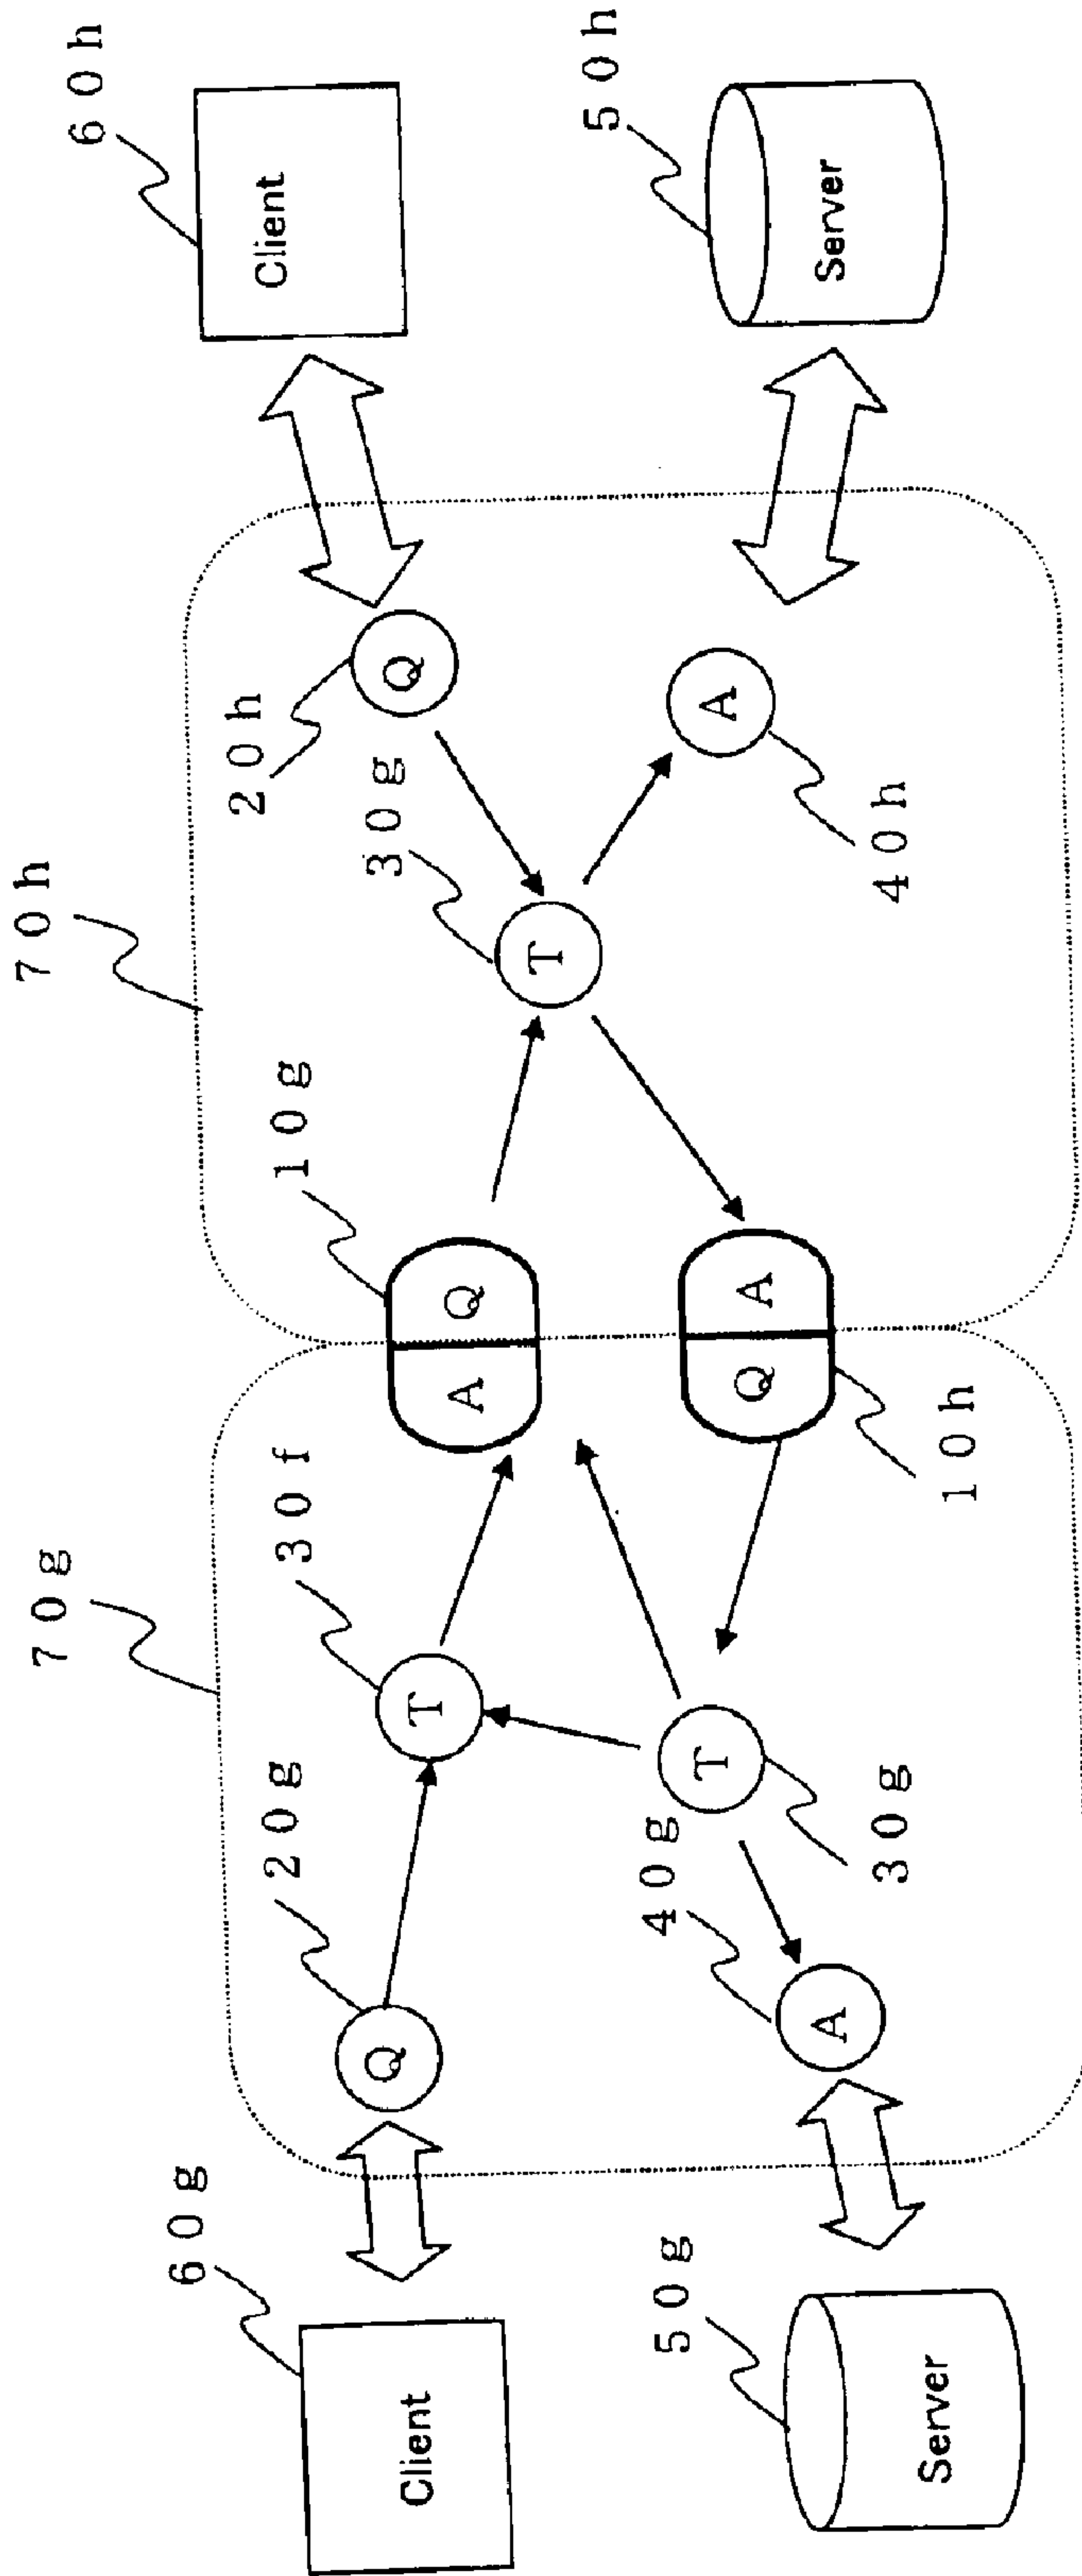 70g
70h
60g
Client
20g
Q
30f
T
10g
A Q
30g
T
20h
Q
60h
Client
50g
Server
40g
A
T
30g
Q A
10h
A
40h
50h
Server